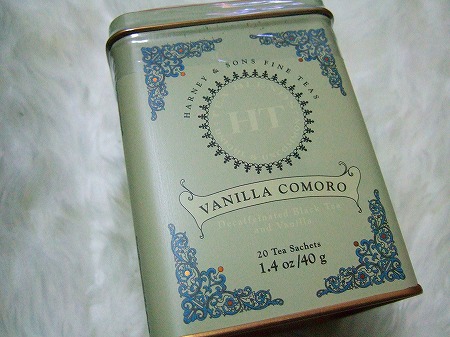 HARNEY & SONS FINE TEAS
HT
VANILLA COMORO
Decaffeinated Black Tea
and Vanilla
20 Tea Sachets
1.4 oz/40 g